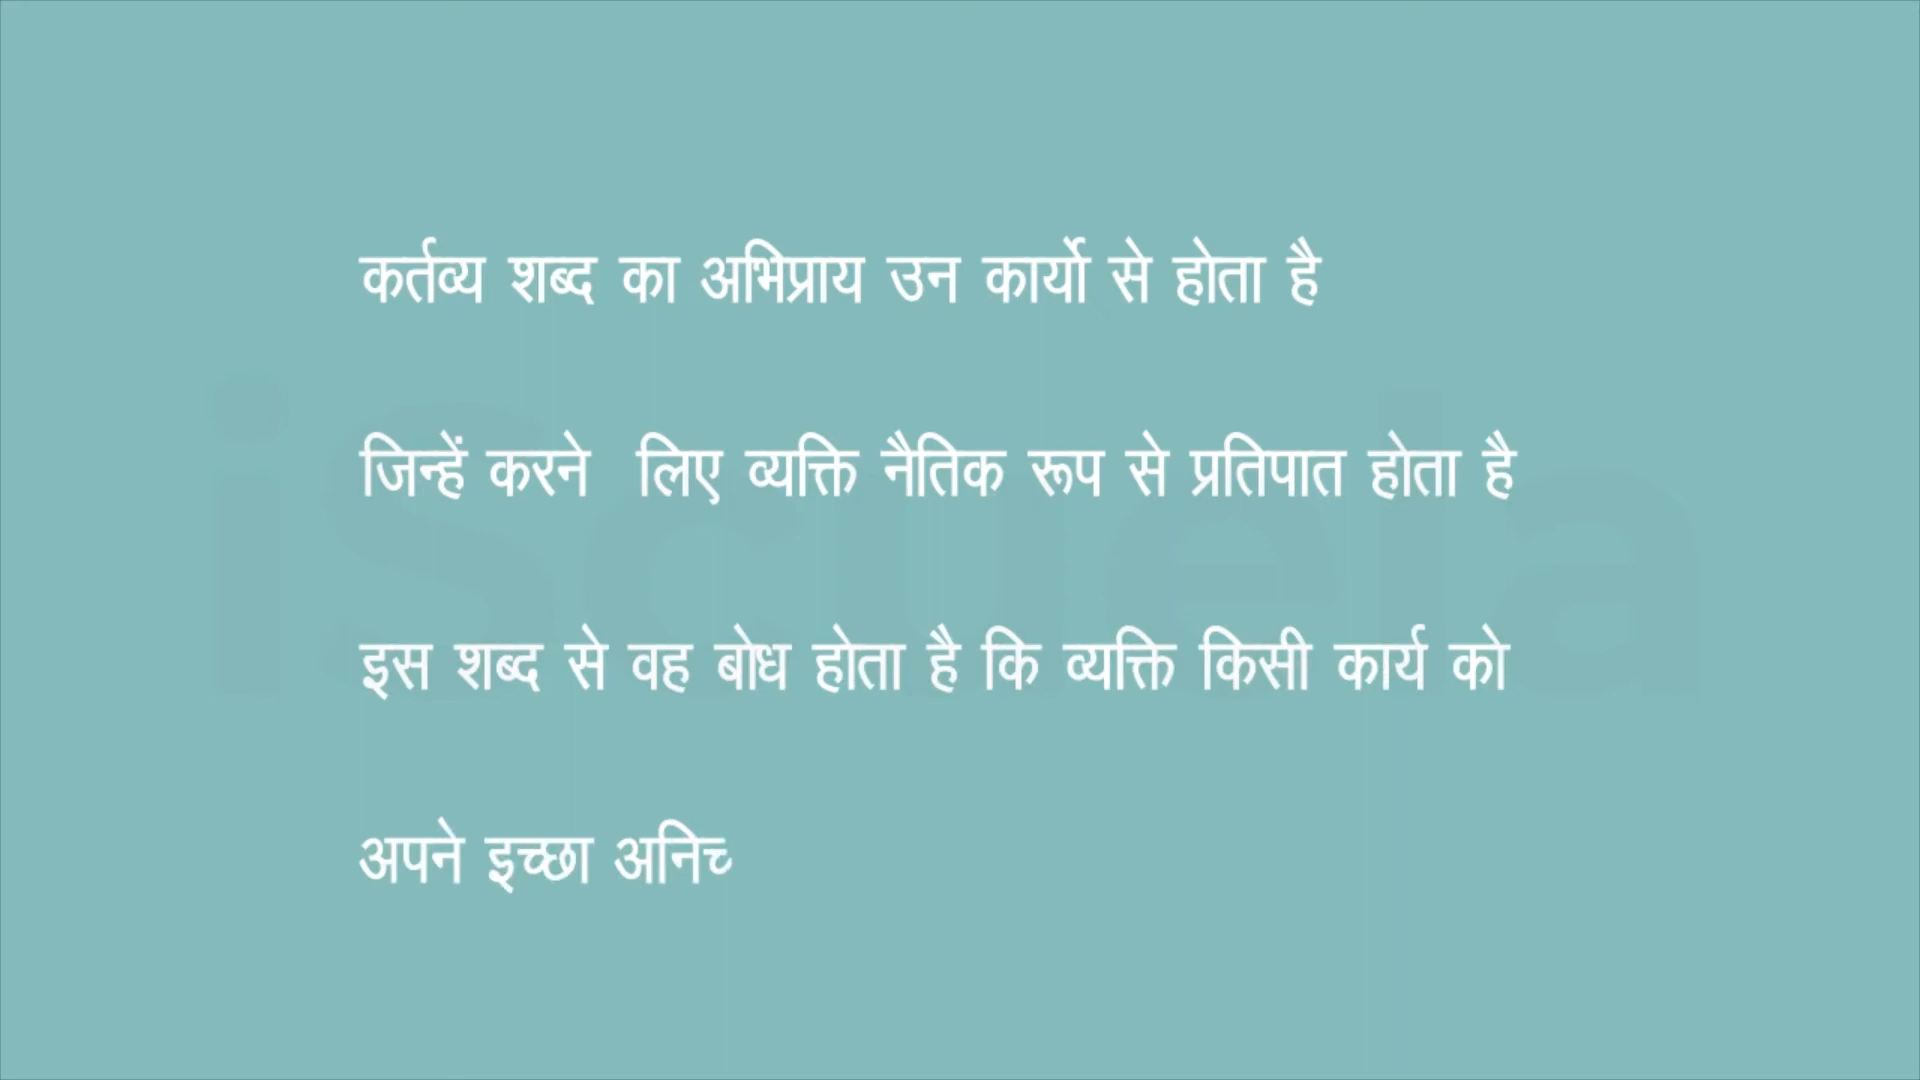 कर्तव्य शब्द का अभिप्राय उन कार्यो से होता है
जिन्हें करने लिए व्यक्ति नैतिक रूप से प्रतिपात होता है
इस शब्द से वह बोध होता है कि व्यक्ति किसी कार्य को
अपने इच्छा अनिच्